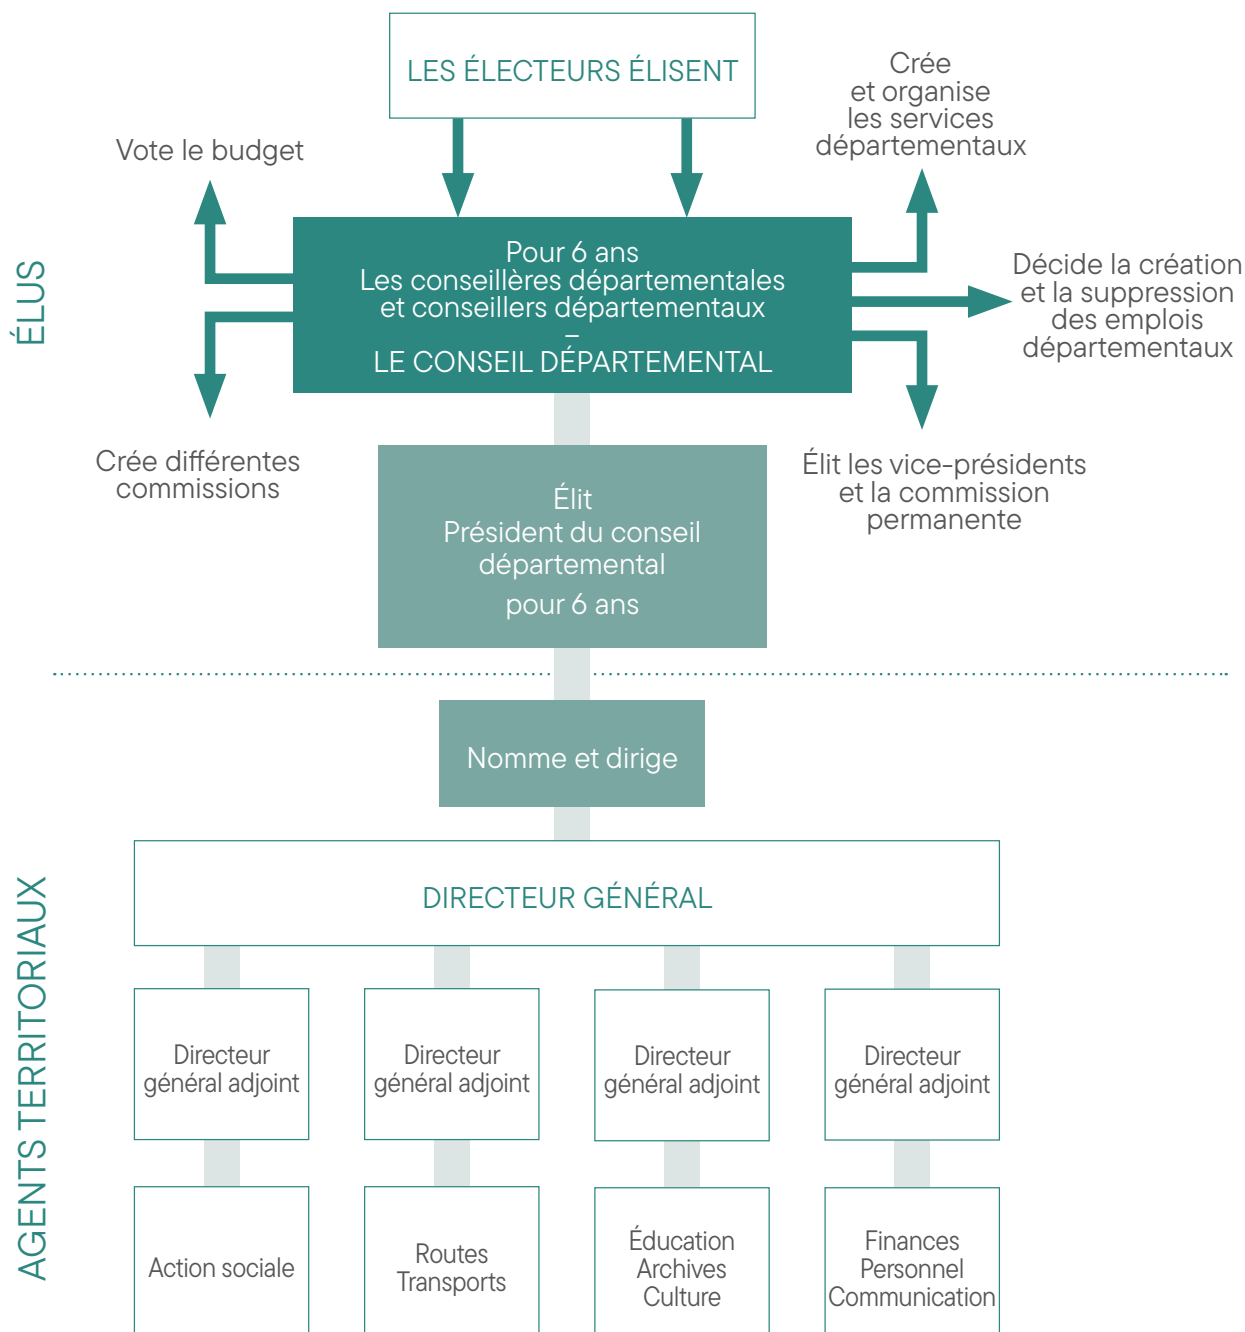 LES ÉLECTEURS ÉLISENT
Vote le budget
Crée
et organise
les services
départementaux
ÉLUS
Pour 6 ans
Les conseillères départementales
et conseillers départementaux
–
LE CONSEIL DÉPARTEMENTAL
Décide la création
et la suppression
des emplois
départementaux
Crée différentes
commissions
Élit les vice-présidents
et la commission
permanente
Élit
Président du conseil
départemental
pour 6 ans
Nomme et dirige
AGENTS TERRITORIAUX
DIRECTEUR GÉNÉRAL
Directeur
général adjoint
Directeur
général adjoint
Directeur
général adjoint
Directeur
général adjoint
Action sociale
Routes
Transports
Éducation
Archives
Culture
Finances
Personnel
Communication